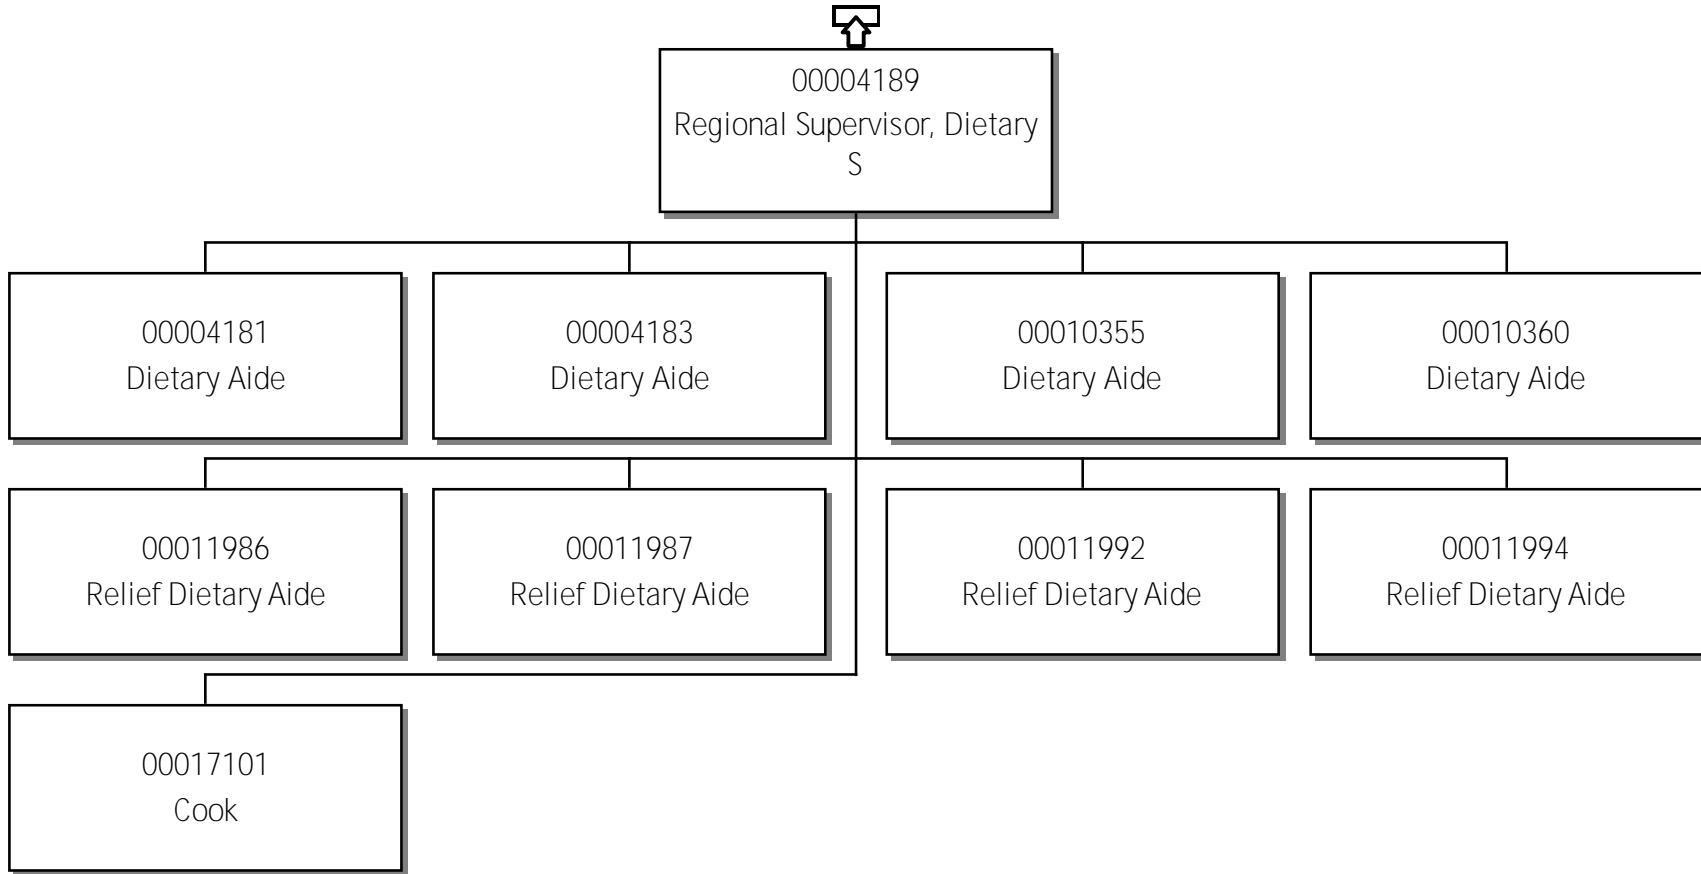 00004189
Regional Supervisor, Dietary
S
00004181
Dietary Aide
00004183
Dietary Aide
00010355
Dietary Aide
00010360
Dietary Aide
00011986
Relief Dietary Aide
00011987
Relief Dietary Aide
00011992
Relief Dietary Aide
00011994
Relief Dietary Aide
00017101
Cook